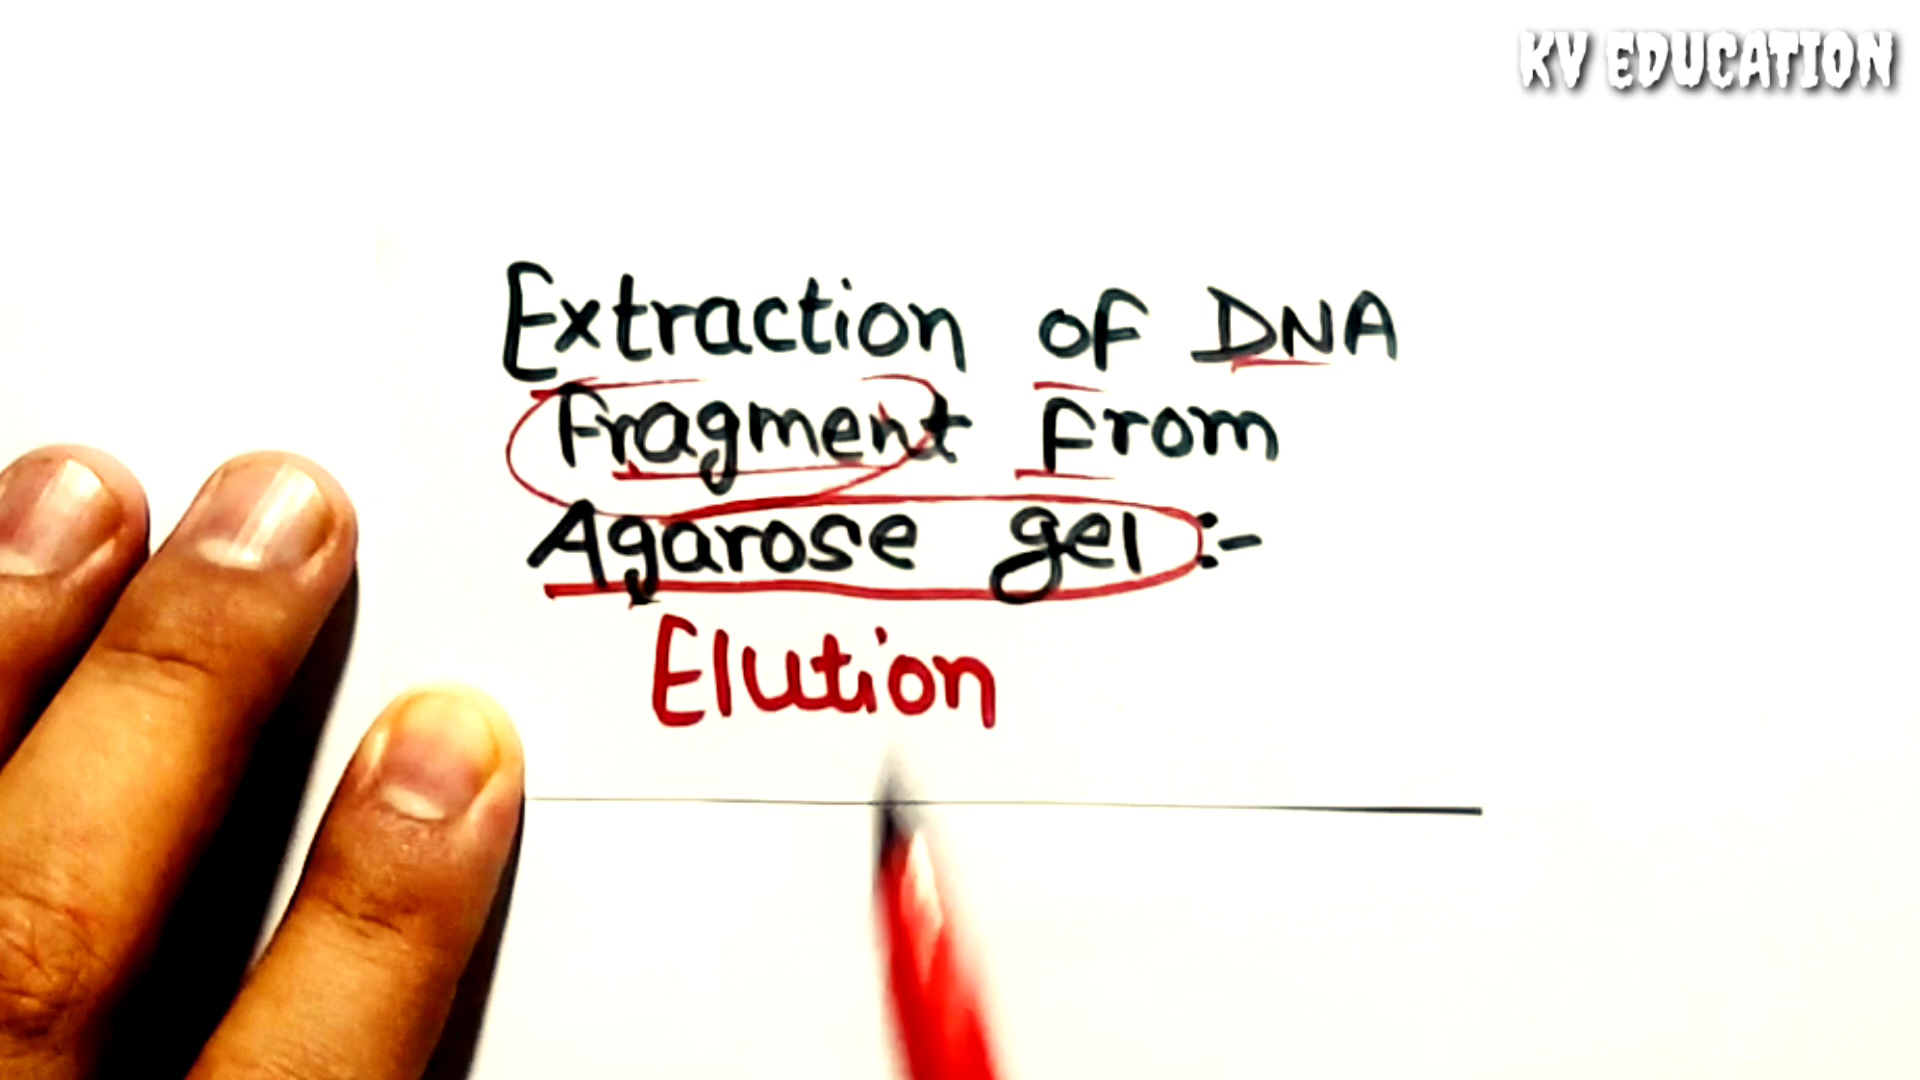 KV EDUCATION
Extraction of DNA
Fragment from
Agarose gel :-
Elution